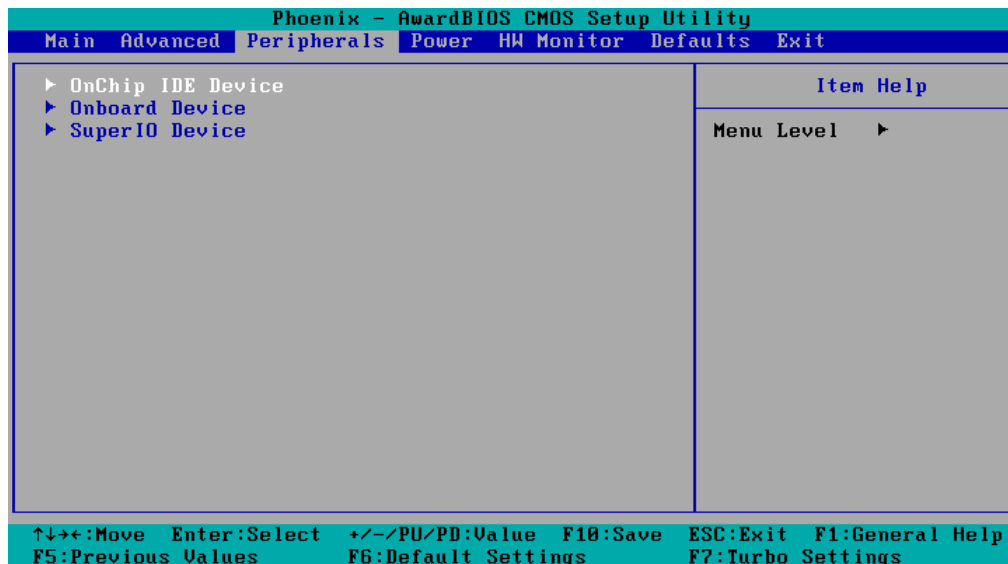 Phoenix - AwardBIOS CMOS Setup Utility
Main Advanced Peripherals Power HW Monitor Defaults Exit
▶ OnChip IDE Device
▶ Onboard Device
▶ SuperIO Device
Item Help
Menu Level ▶
↑↓→←:Move Enter:Select +/-/PU/PD:Value F10:Save ESC:Exit F1:General Help
F5:Previous Values F6:Default Settings F7:Turbo Settings